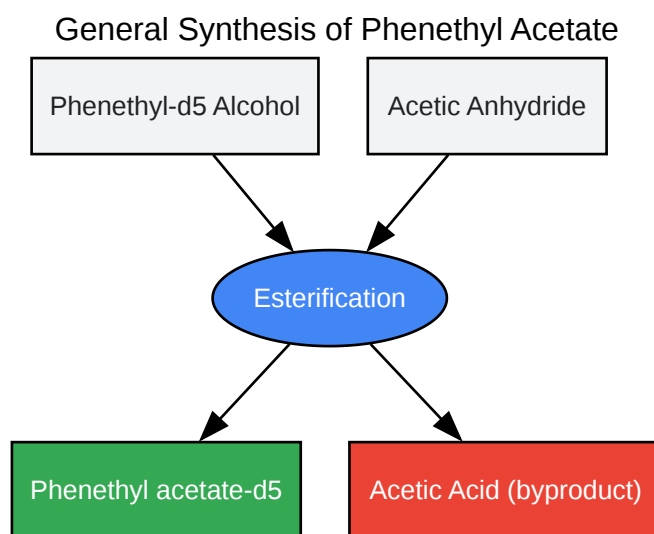 General Synthesis of Phenethyl Acetate
Phenethyl-d5 Alcohol
Acetic Anhydride
Esterification
Phenethyl acetate-d5
Acetic Acid (byproduct)